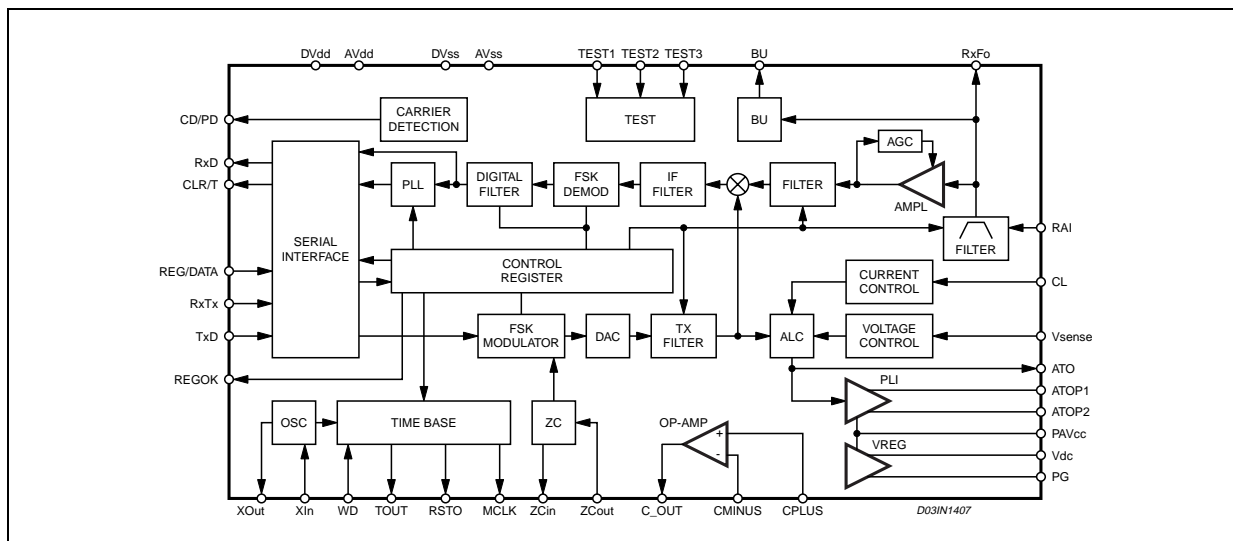 DVdd
AVdd
DVss
AVss
TEST1
TEST2
TEST3
BU
RxFo
CD/PD
CARRIER
DETECTION
TEST
BU
AGC
RxD
CLR/T
PLL
DIGITAL
FILTER
FSK
DEMOD
IF
FILTER
FILTER
AMPL
SERIAL
INTERFACE
FILTER
RAI
REG/DATA
CONTROL
REGISTER
CURRENT
CONTROL
CL
RxTx
TxD
FSK
MODULATOR
DAC
TX
FILTER
ALC
VOLTAGE
CONTROL
Vsense
ATO
REGOK
PLI
ATOP1
ATOP2
OSC
TIME BASE
ZC
OP-AMP
+
-
PAVcc
VREG
Vdc
PG
XOut
XIn
WD
TOUT
RSTO
MCLK
ZCin
ZCout
C_OUT
CMINUS
CPLUS
D03IN1407